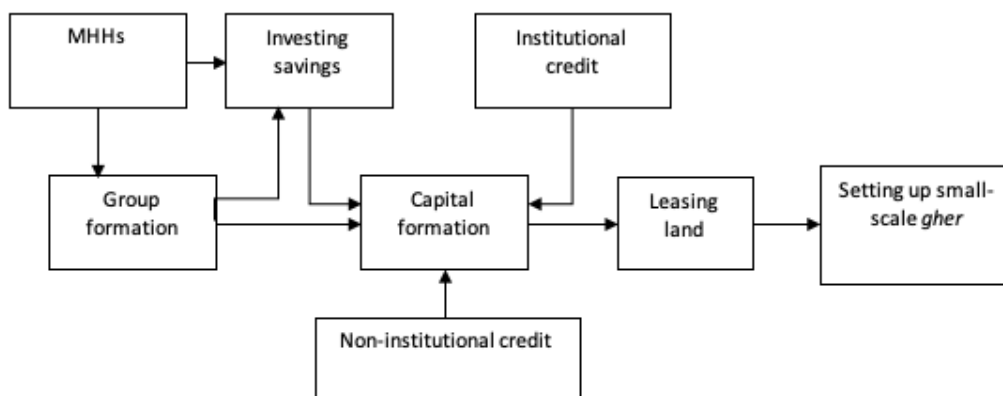 MHHs
Investing
savings
Institutional
credit
Group
formation
Capital
formation
Leasing
land
Setting up small-
scale gher
Non-institutional credit